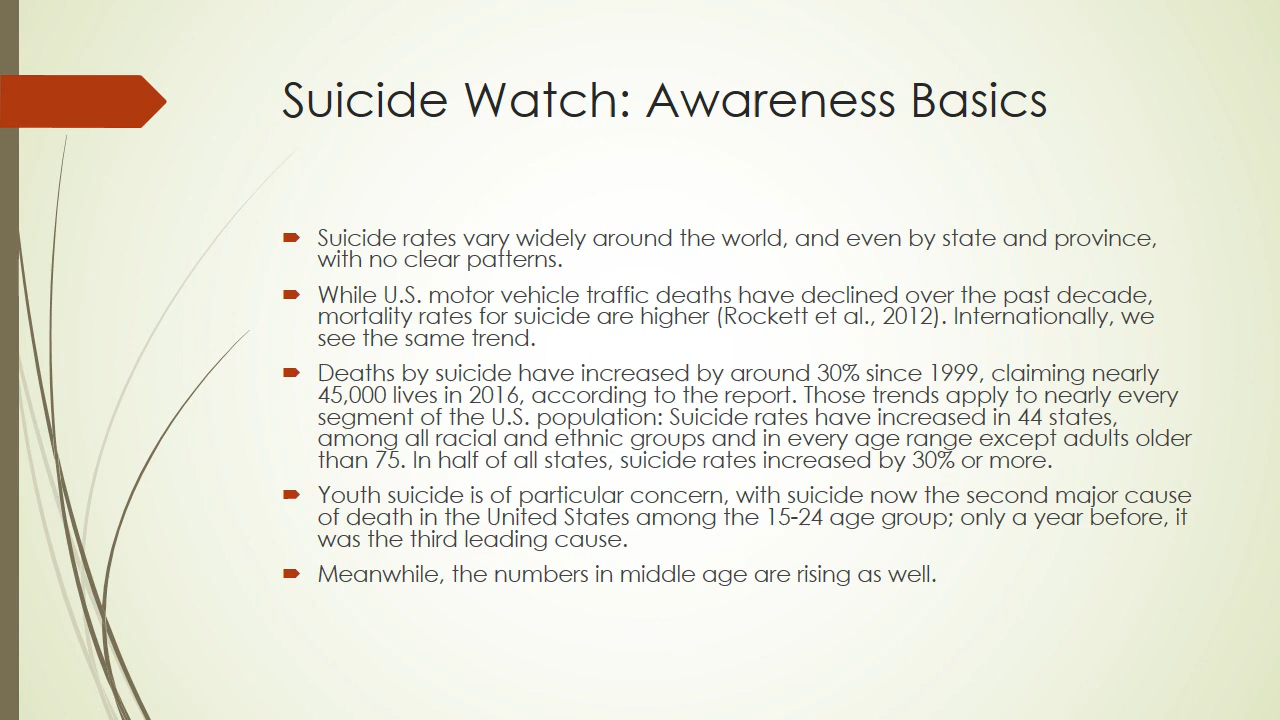 Suicide Watch: Awareness Basics
Suicide rates vary widely around the world, and even by state and province,
with no clear patterns.
While U.S. motor vehicle traffic deaths have declined over the past decade,
mortality rates for suicide are higher (Rockett et al., 2012). Internationally, we
see the same trend.
Deaths by suicide have increased by around 30% since 1999, claiming nearly
45,000 lives in 2016, according to the report. Those trends apply to nearly every
segment of the U.S. population: Suicide rates have increased in 44 states,
among all racial and ethnic groups and in every age range except adults older
than 75. In half of all states, suicide rates increased by 30% or more.
Youth suicide is of particular concern, with suicide now the second major cause
of death in the United States among the 15-24 age group; only a year before, it
was the third leading cause.
Meanwhile, the numbers in middle age are rising as well.